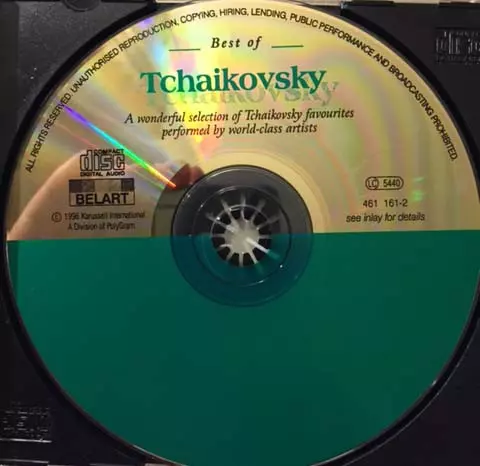 ALL RIGHTS RESERVED. UNAUTHORISED REPRODUCTION, COPYING, HIRING, LENDING, PUBLIC PERFORMANCE AND BROADCASTING PROHIBITED.
Best of
Tchaikovsky
A wonderful selection of Tchaikovsky favourites
performed by world-class artists
COMPACT
disc
DIGITAL AUDIO
BELART
© 1996 Karussell International
A Division of PolyGram
LC 5440
461 161-2
see inlay for details